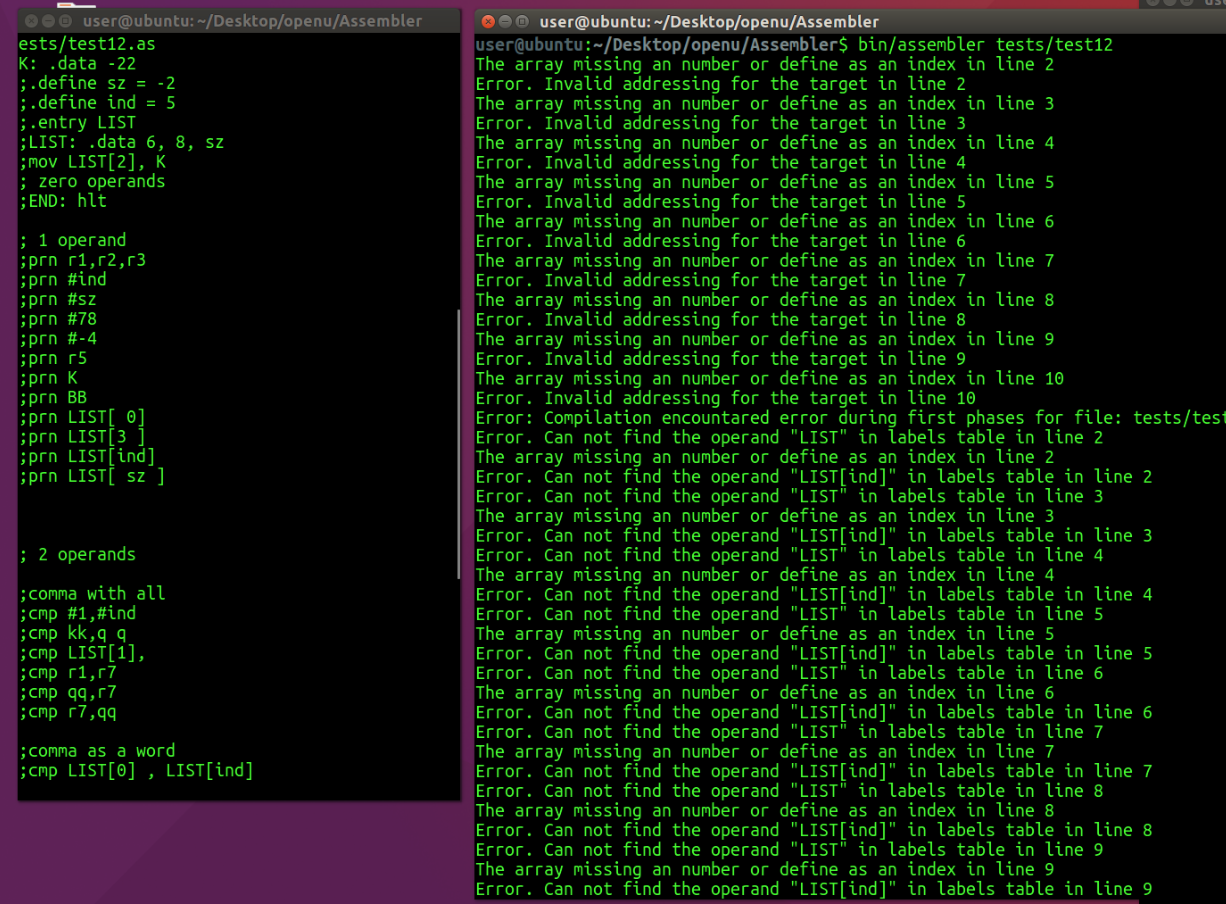 user@ubuntu: ~/Desktop/openu/Assembler
ests/test12.as
K: .data -22
;.define sz = -2
;.define ind = 5
;.entry LIST
;LIST: .data 6, 8, sz
;mov LIST[2], K
; zero operands
;END: hlt
; 1 operand
;prn r1,r2,r3
;prn #ind
;prn #sz
;prn #78
;prn #-4
;prn r5
;prn K
;prn BB
;prn LIST[ 0]
;prn LIST[3 ]
;prn LIST[ind]
;prn LIST[ sz ]
; 2 operands
;comma with all
;cmp #1,#ind
;cmp kk,q q
;cmp LIST[1],
;cmp r1,r7
;cmp qq,r7
;cmp r7,qq
;comma as a word
;cmp LIST[0] , LIST[ind]
user@ubuntu: ~/Desktop/openu/Assembler
user@ubuntu:~/Desktop/openu/Assembler$ bin/assembler tests/test12
The array missing an number or define as an index in line 2
Error. Invalid addressing for the target in line 2
The array missing an number or define as an index in line 3
Error. Invalid addressing for the target in line 3
The array missing an number or define as an index in line 4
Error. Invalid addressing for the target in line 4
The array missing an number or define as an index in line 5
Error. Invalid addressing for the target in line 5
The array missing an number or define as an index in line 6
Error. Invalid addressing for the target in line 6
The array missing an number or define as an index in line 7
Error. Invalid addressing for the target in line 7
The array missing an number or define as an index in line 8
Error. Invalid addressing for the target in line 8
The array missing an number or define as an index in line 9
Error. Invalid addressing for the target in line 9
The array missing an number or define as an index in line 10
Error. Invalid addressing for the target in line 10
Error: Compilation encountared error during first phases for file: tests/test
Error. Can not find the operand "LIST" in labels table in line 2
The array missing an number or define as an index in line 2
Error. Can not find the operand "LIST[ind]" in labels table in line 2
Error. Can not find the operand "LIST" in labels table in line 3
The array missing an number or define as an index in line 3
Error. Can not find the operand "LIST[ind]" in labels table in line 3
Error. Can not find the operand "LIST" in labels table in line 4
The array missing an number or define as an index in line 4
Error. Can not find the operand "LIST[ind]" in labels table in line 4
Error. Can not find the operand "LIST" in labels table in line 5
The array missing an number or define as an index in line 5
Error. Can not find the operand "LIST[ind]" in labels table in line 5
Error. Can not find the operand "LIST" in labels table in line 6
The array missing an number or define as an index in line 6
Error. Can not find the operand "LIST[ind]" in labels table in line 6
Error. Can not find the operand "LIST" in labels table in line 7
The array missing an number or define as an index in line 7
Error. Can not find the operand "LIST[ind]" in labels table in line 7
Error. Can not find the operand "LIST" in labels table in line 8
The array missing an number or define as an index in line 8
Error. Can not find the operand "LIST[ind]" in labels table in line 8
Error. Can not find the operand "LIST" in labels table in line 9
The array missing an number or define as an index in line 9
Error. Can not find the operand "LIST[ind]" in labels table in line 9